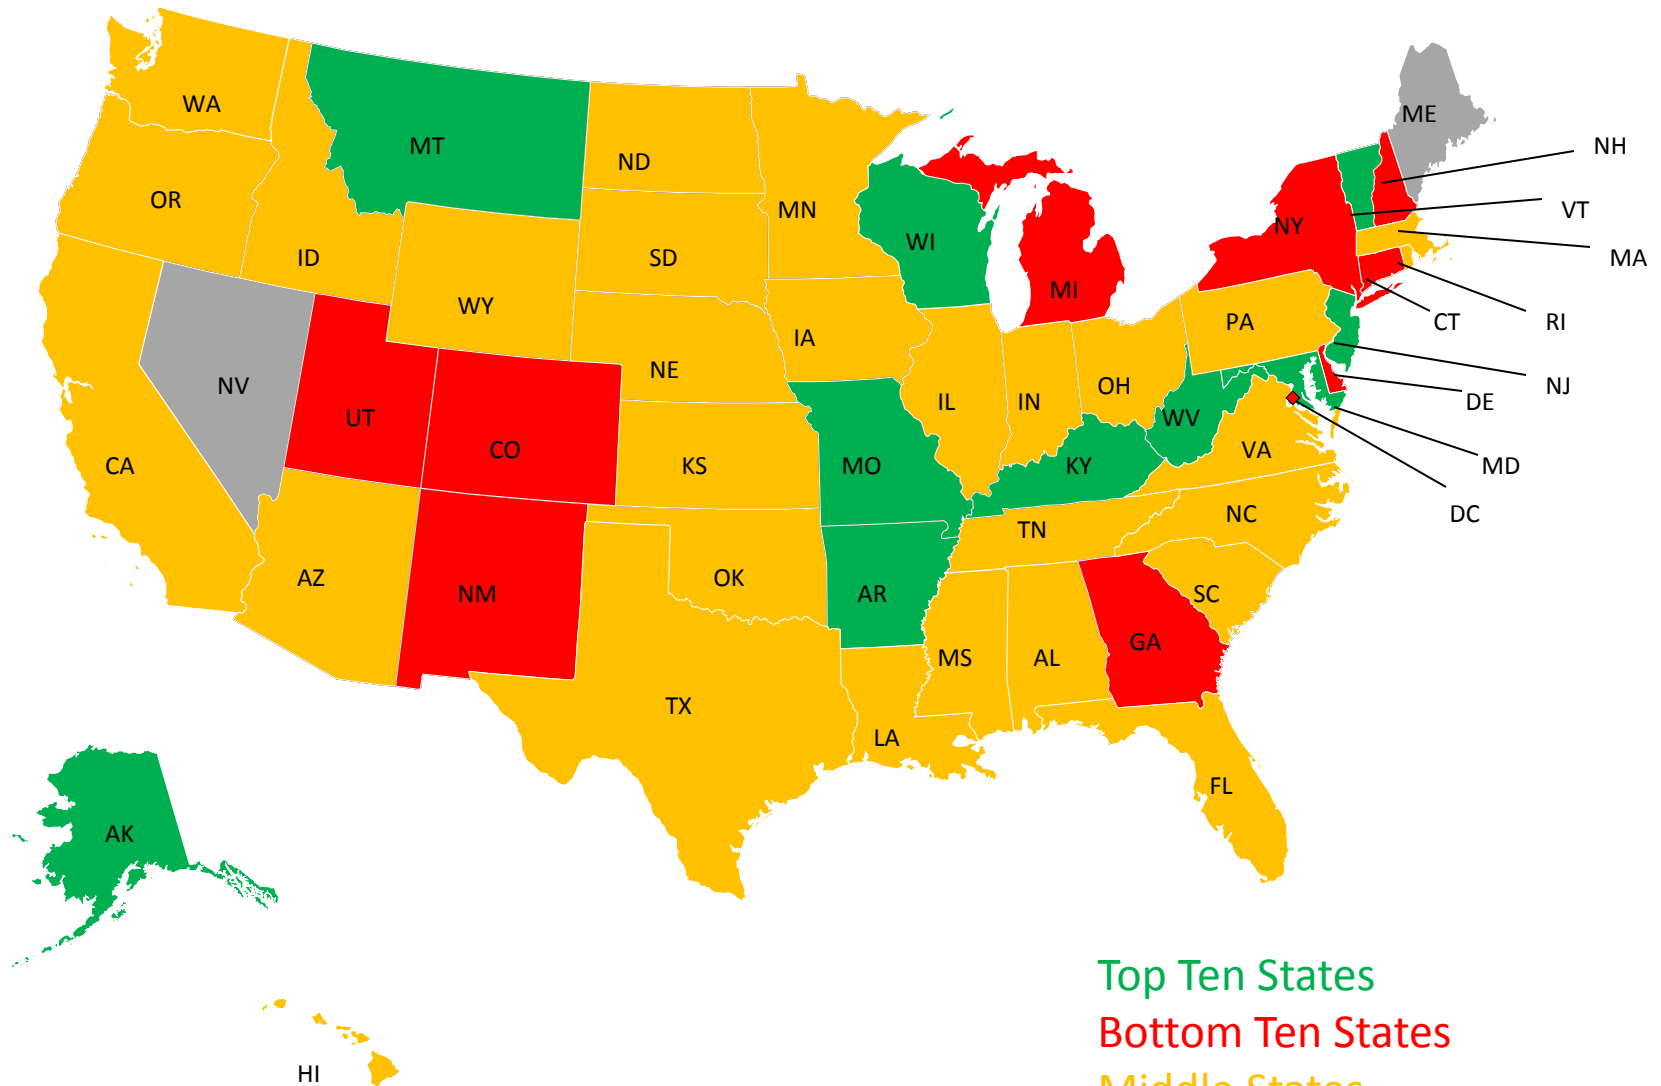 WA
MT
ND
ME
NH
OR
MN
VT
ID
SD
WI
NY
MA
WY
MI
IA
PA
CT
RI
NV
NE
OH
NJ
UT
IL
IN
DE
WV
CA
CO
KS
MO
KY
VA
MD
TN
NC
DC
AZ
NM
OK
AR
SC
GA
MS
AL
TX
LA
FL
AK
HI
Top Ten States
Bottom Ten States
Middle States